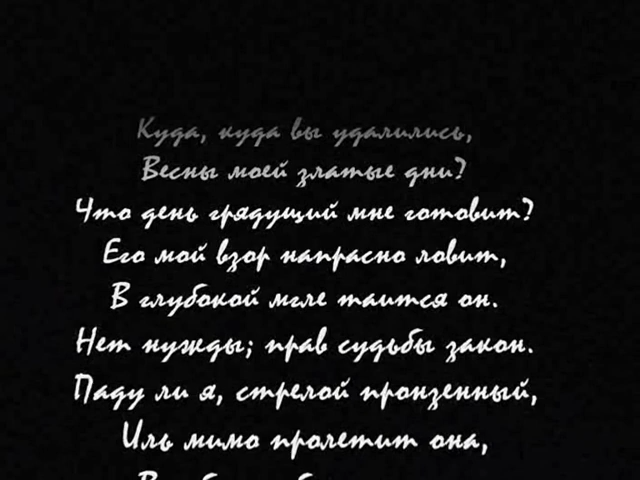 Куда, куда вы удалились,
Весны моей златые дни?
Что день грядущий мне готовит?
Его мой взор напрасно ловит,
В глубокой мгле таится он.
Нет нужды; прав судьбы закон.
Паду ли я, стрелой пронзенный,
Иль мимо пролетит она,